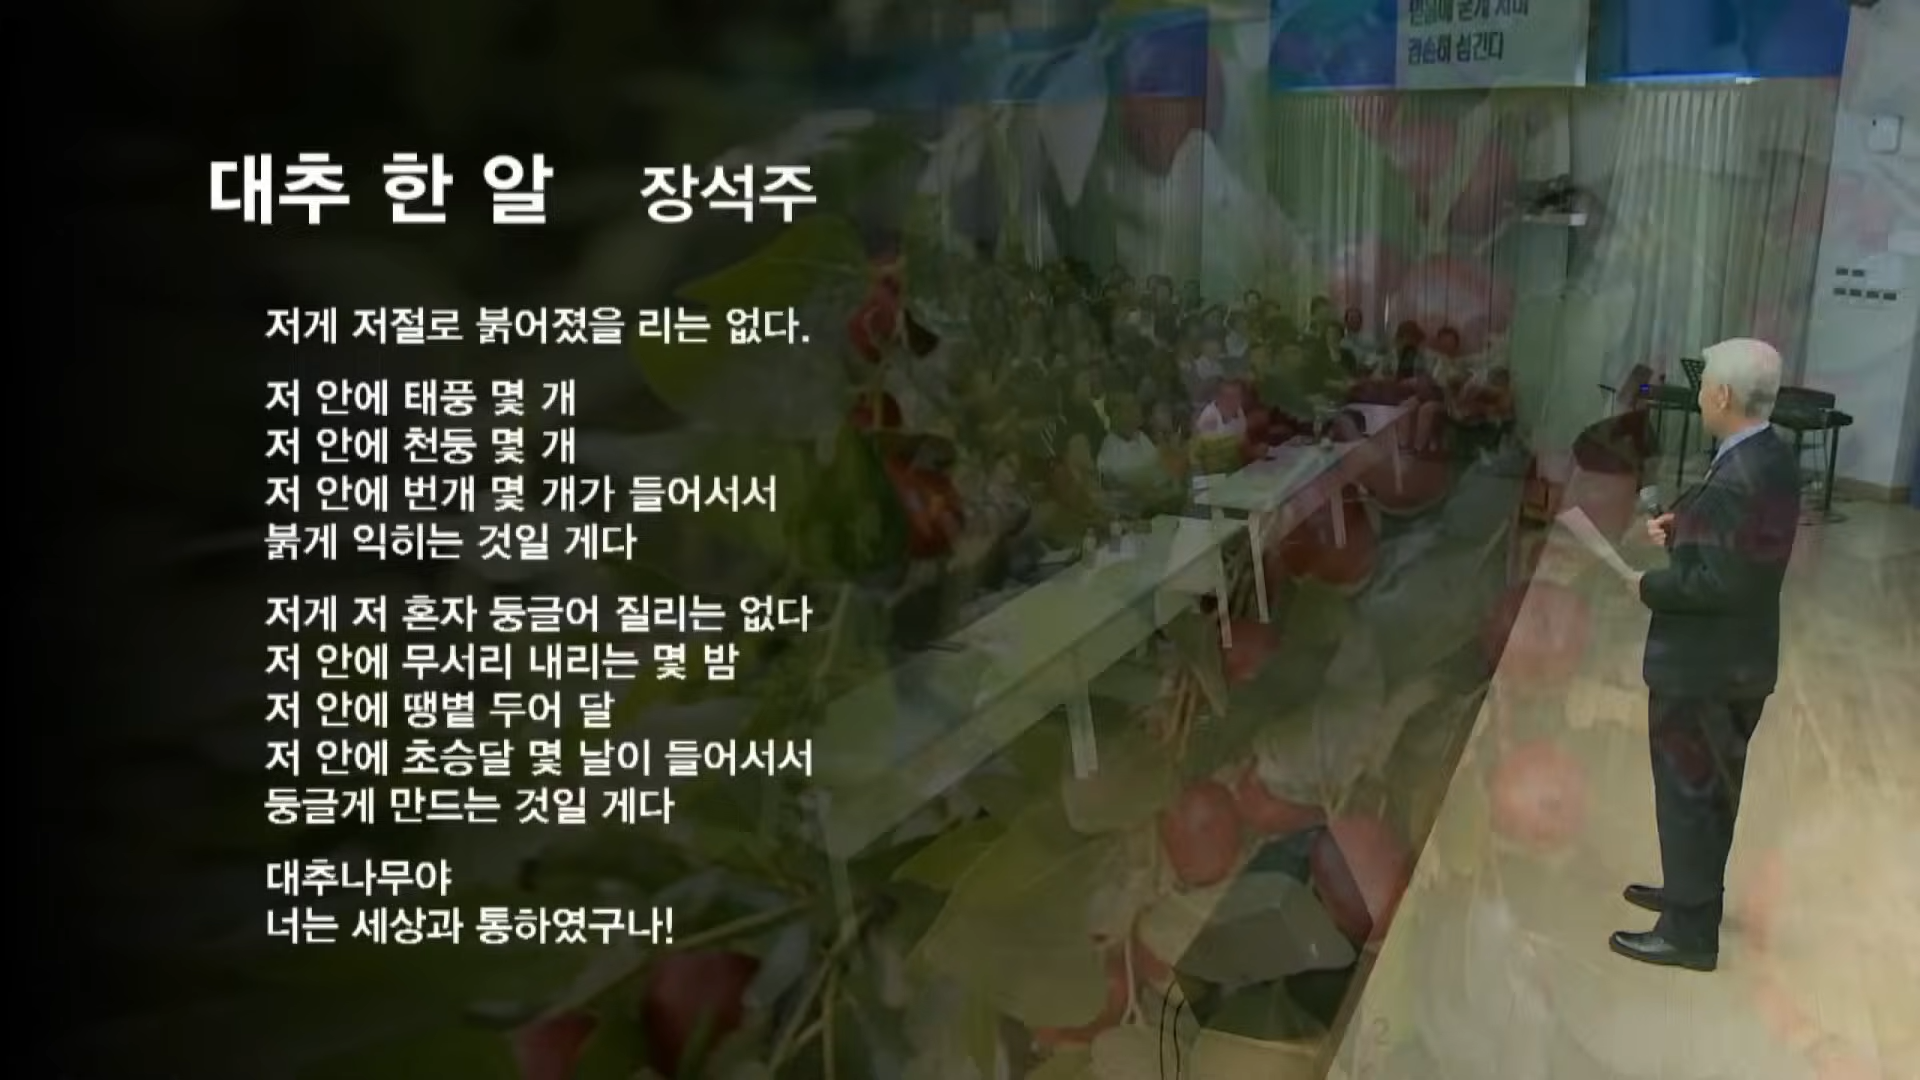 겸손히 섬긴다
대추 한 알 장석주
저게 저절로 붉어졌을 리는 없다.
저 안에 태풍 몇 개
저 안에 천둥 몇 개
저 안에 번개 몇 개가 들어서서
붉게 익히는 것일 게다
저게 저 혼자 둥글어 질리는 없다
저 안에 무서리 내리는 몇 밤
저 안에 땡볕 두어 달
저 안에 초승달 몇 날이 들어서서
둥글게 만드는 것일 게다
대추나무야
너는 세상과 통하였구나!